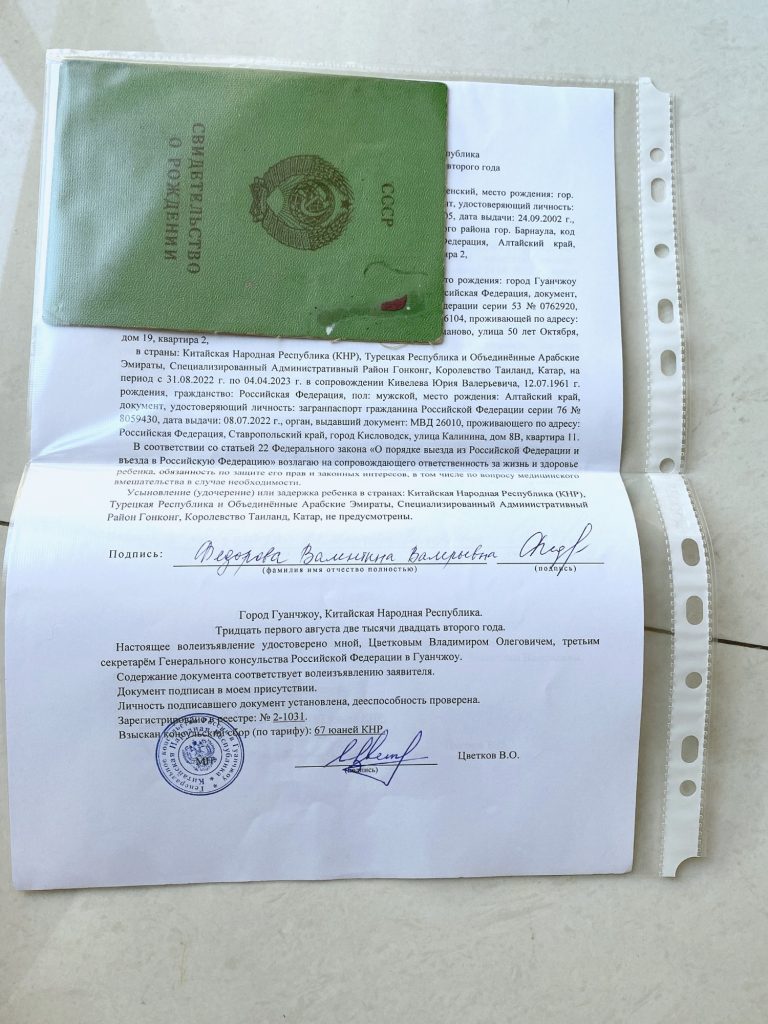 СССР
СВИДЕТЕЛЬСТВО
О РОЖДЕНИИ
публика
второго года
енский, место рождения: гор.
нт, удостоверяющий личность:
05, дата выдачи: 24.09.2002 г.,
ого района гор. Барнаула, код
едерация, Алтайский край,
ира 2,
то рождения: город Гуанчжоу
сийская Федерация, документ,
дерации серии 53 № 0762920,
6104, проживающей по адресу:
маново, улица 50 лет Октября,
дом 19, квартира 2,
в страны: Китайская Народная Республика (КНР), Турецкая Республика и Объединённые Арабские
Эмираты, Специализированный Административный Район Гонконг, Королевство Таиланд, Катар, на
период с 31.08.2022 г. по 04.04.2023 г. в сопровождении Кивелева Юрия Валерьевича, 12.07.1961 г.
рождения, гражданство: Российская Федерация, пол: мужской, место рождения: Алтайский край,
документ, удостоверяющий личность: загранпаспорт гражданина Российской Федерации серии 76 №
8059430, дата выдачи: 08.07.2022 г., орган, выдавший документ: МВД 26010, проживающего по адресу:
Российская Федерация, Ставропольский край, город Кисловодск, улица Калинина, дом 8В, квартира 11.
В соответствии со статьей 22 Федерального закона «О порядке выезда из Российской Федерации и
въезда в Российскую Федерацию» возлагаю на сопровождающего ответственность за жизнь и здоровье
ребенка, обязанность по защите его прав и законных интересов, в том числе по вопросу медицинского
вмешательства в случае необходимости.
Усыновление (удочерение) или задержка ребенка в странах: Китайская Народная Республика (КНР),
Турецкая Республика и Объединённые Арабские Эмираты, Специализированный Административный
Район Гонконг, Королевство Таиланд, Катар, не предусмотрены.
Подпись: Федорова Валентина Валерьевна
(фамилия имя отчество полностью) (подпись)
Город Гуанчжоу, Китайская Народная Республика.
Тридцать первого августа две тысячи двадцать второго года.
Настоящее волеизъявление удостоверено мной, Цветковым Владимиром Олеговичем, третьим
секретарём Генерального консульства Российской Федерации в Гуанчжоу.
Содержание документа соответствует волеизъявлению заявителя.
Документ подписан в моем присутствии.
Личность подписавшего документ установлена, дееспособность проверена.
Зарегистрировано в реестре: № 2-1031.
Взыскан консульский сбор (по тарифу): 67 юаней КНР
МП
Цветков В.О.
(подпись)